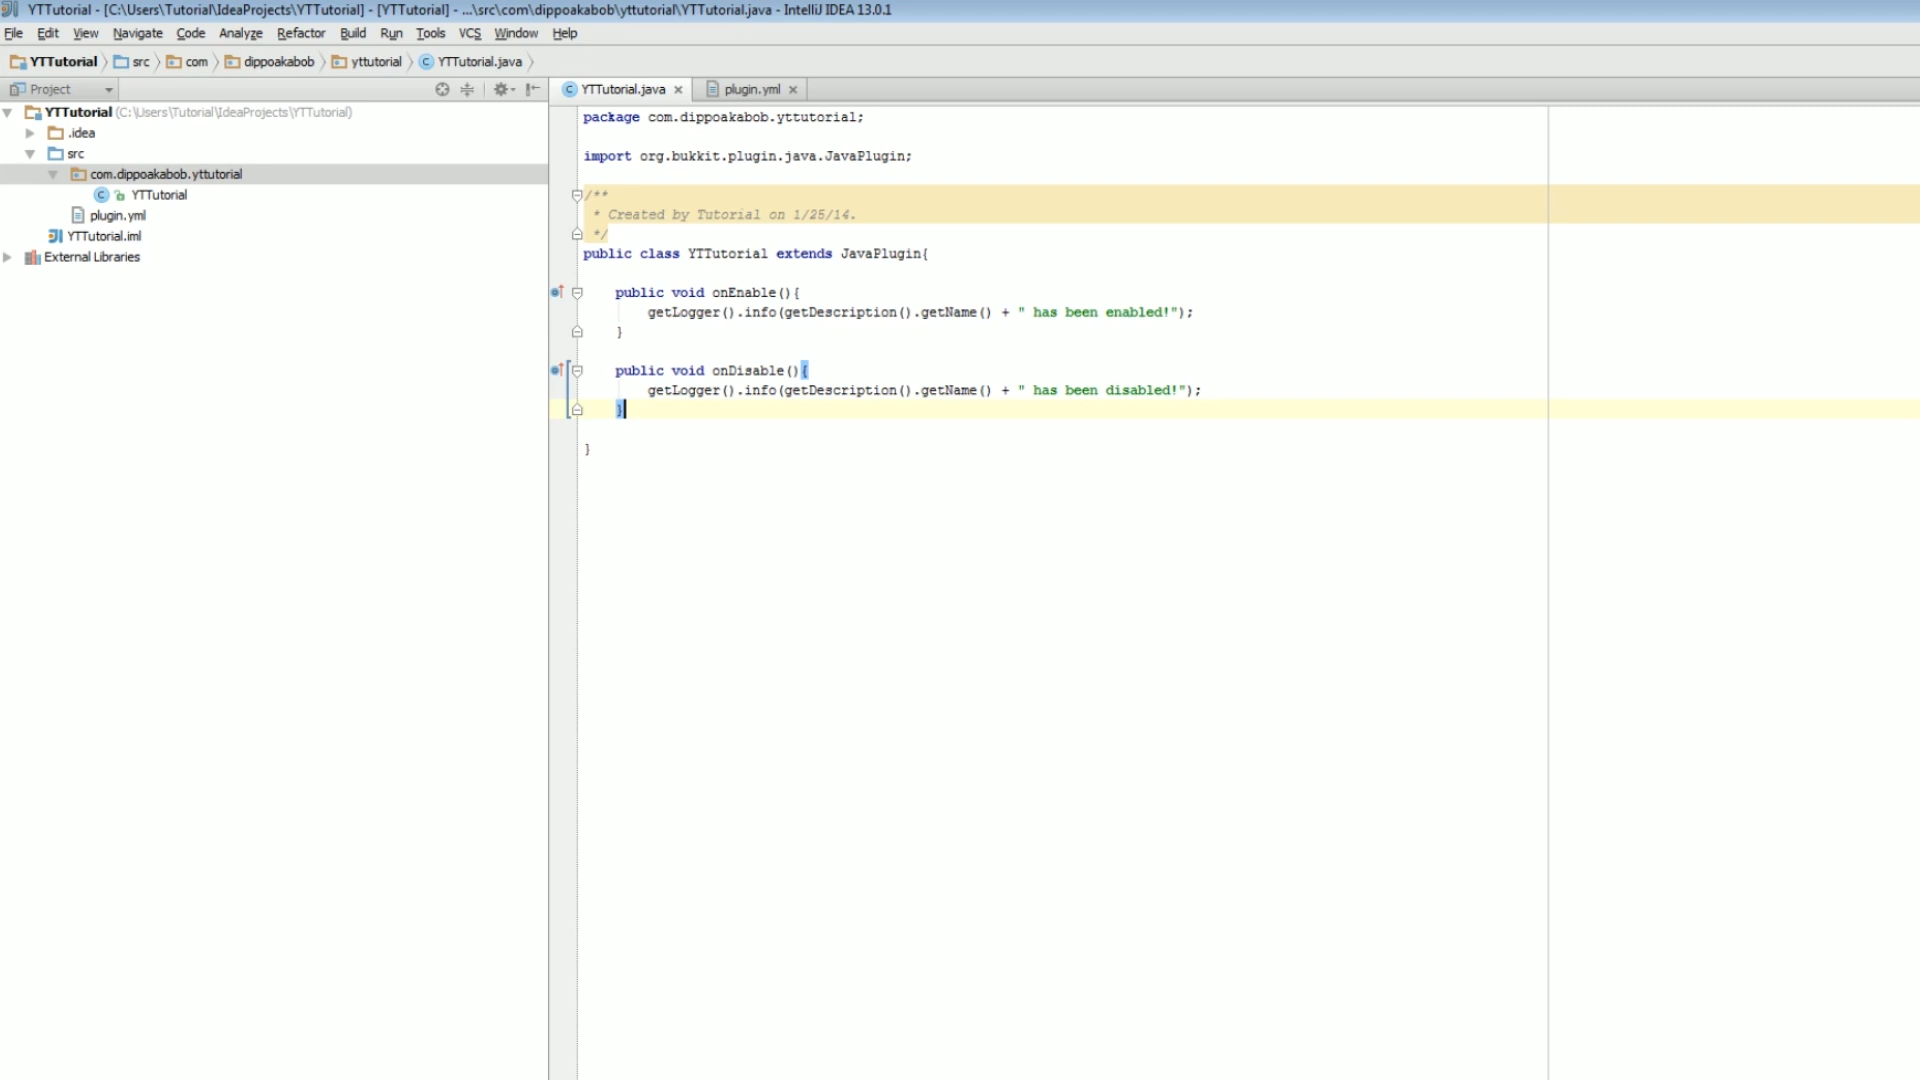 YTTutorial - [C:\Users\Tutorial\IdeaProjects\YTTutorial] - [YTTutorial] - ...\src\com\dippoakabob\yttutorial\YTTutorial.java - IntelliJ IDEA 13.0.1
File Edit View Navigate Code Analyze Refactor Build Run Tools VCS Window Help
YTTutorial src com dippoakabob yttutorial YTTutorial.java
Project
YTTutorial (C:\Users\Tutorial\IdeaProjects\YTTutorial)
.idea
src
com.dippoakabob.yttutorial
YTTutorial
plugin.yml
YTTutorial.iml
External Libraries
YTTutorial.java plugin.yml
package com.dippoakabob.yttutorial;
import org.bukkit.plugin.java.JavaPlugin;
/**
* Created by Tutorial on 1/25/14.
*/
public class YTTutorial extends JavaPlugin{
public void onEnable(){
getLogger().info(getDescription().getName() + " has been enabled!");
}
public void onDisable(){
getLogger().info(getDescription().getName() + " has been disabled!");
}
}